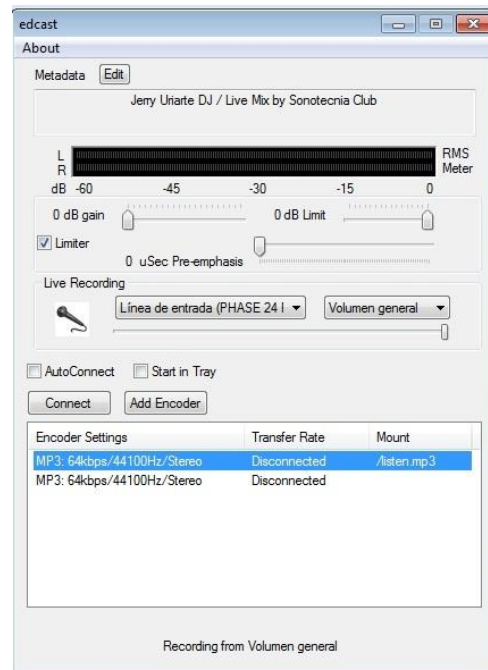 edcast
About
Metadata Edit
Jerry Uriarte DJ / Live Mix by Sonotecnia Club
L
R
RMS
Meter
dB -60 -45 -30 -15 0
0 dB gain 0 dB Limit
Limiter
0 uSec Pre-emphasis
Live Recording
Línea de entrada (PHASE 24 I Volumen general
AutoConnect Start in Tray
Connect Add Encoder
Encoder Settings Transfer Rate Mount
MP3: 64kbps/44100Hz/Stereo Disconnected /listen.mp3
MP3: 64kbps/44100Hz/Stereo Disconnected
Recording from Volumen general